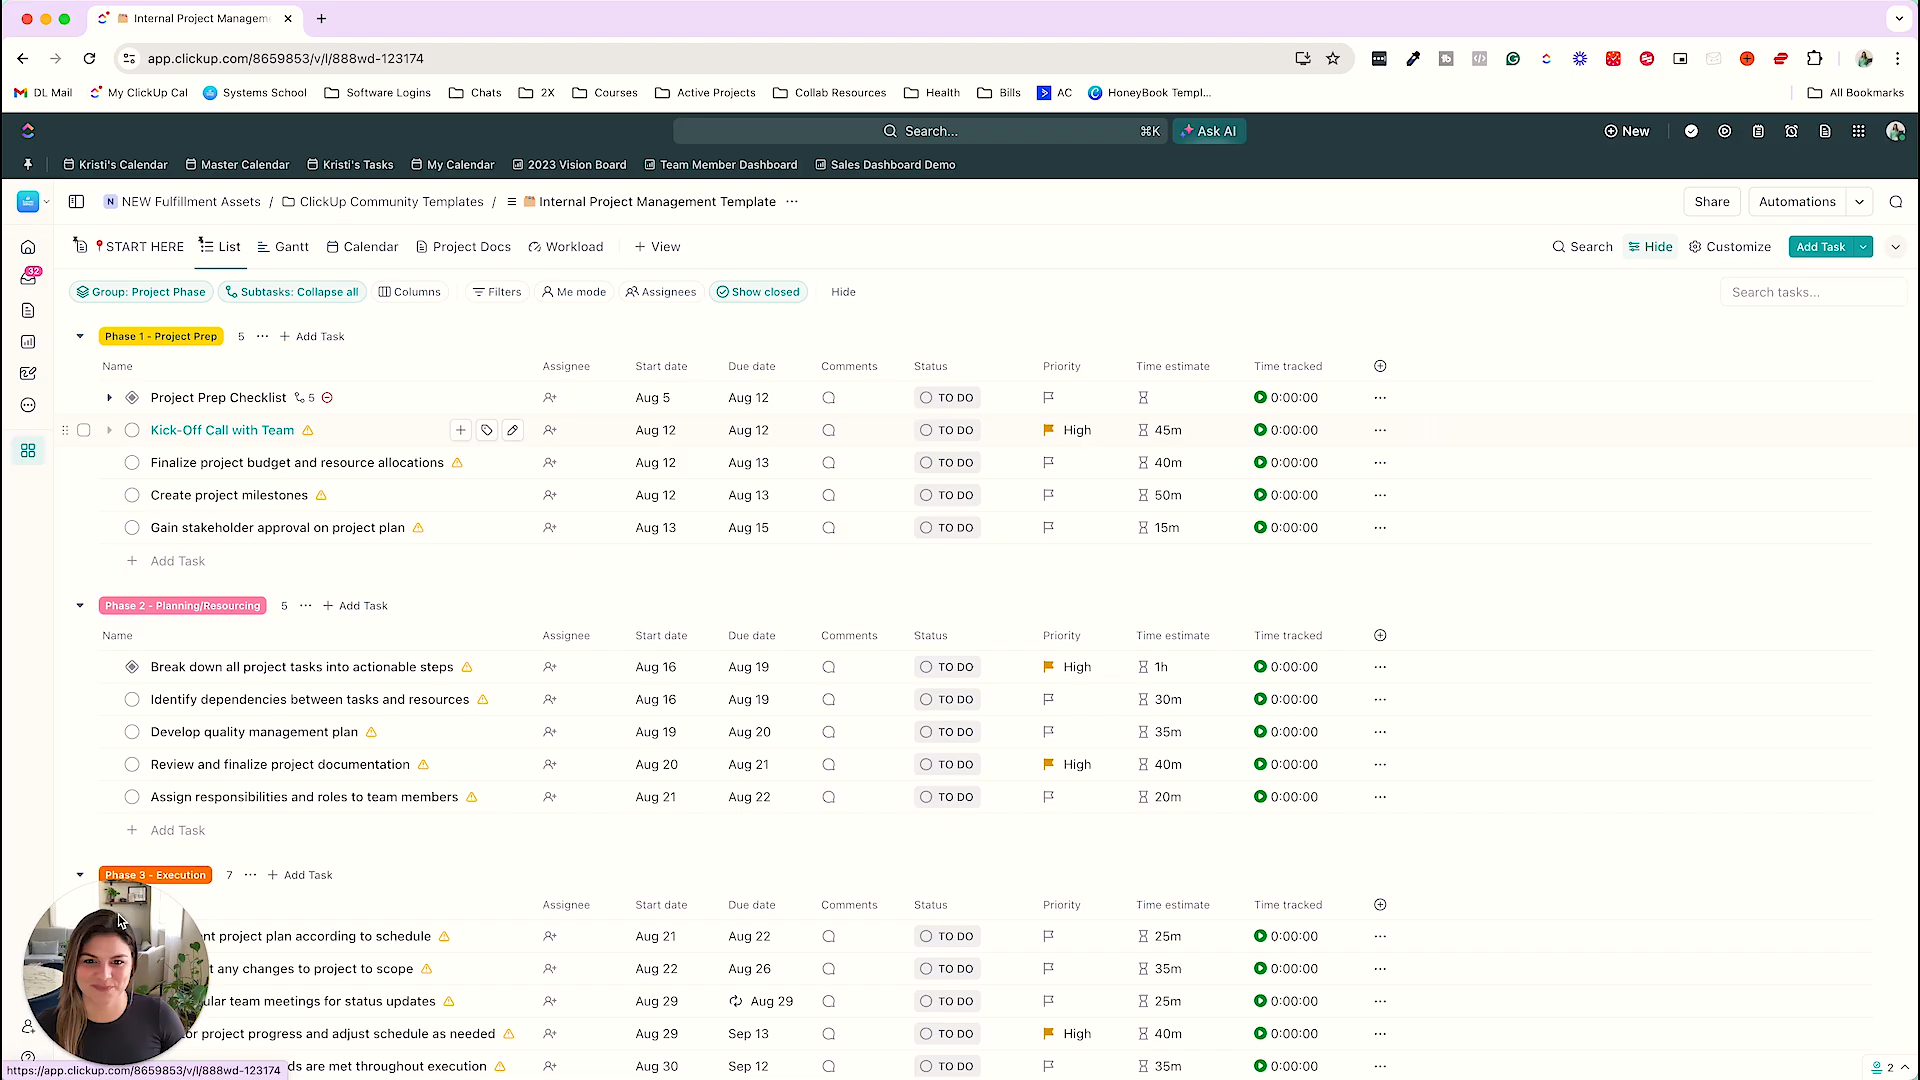 Internal Project Managem
app.clickup.com/8659853/v/l/888wd-123174
DL Mail My ClickUp Cal Systems School Software Logins Chats 2X Courses Active Projects Collab Resources Health Bills AC HoneyBook Templ... All Bookmarks
Search... ⌘K Ask AI New
Kristi's Calendar Master Calendar Kristi's Tasks My Calendar 2023 Vision Board Team Member Dashboard Sales Dashboard Demo
N NEW Fulfillment Assets / ClickUp Community Templates / Internal Project Management Template ... Share Automations
START HERE List Gantt Calendar Project Docs Workload + View Search Hide Customize Add Task
32
Group: Project Phase Subtasks: Collapse all Columns Filters Me mode Assignees Show closed Hide Search tasks...
Phase 1 - Project Prep 5 ... + Add Task
Name Assignee Start date Due date Comments Status Priority Time estimate Time tracked
Project Prep Checklist 5 Aug 5 Aug 12 TO DO 0:00:00 ...
Kick-Off Call with Team Aug 12 Aug 12 TO DO High 45m 0:00:00 ...
Finalize project budget and resource allocations Aug 12 Aug 13 TO DO 40m 0:00:00 ...
Create project milestones Aug 12 Aug 13 TO DO 50m 0:00:00 ...
Gain stakeholder approval on project plan Aug 13 Aug 15 TO DO 15m 0:00:00 ...
+ Add Task
Phase 2 - Planning/Resourcing 5 ... + Add Task
Name Assignee Start date Due date Comments Status Priority Time estimate Time tracked
Break down all project tasks into actionable steps Aug 16 Aug 19 TO DO High 1h 0:00:00 ...
Identify dependencies between tasks and resources Aug 16 Aug 19 TO DO 30m 0:00:00 ...
Develop quality management plan Aug 19 Aug 20 TO DO 35m 0:00:00 ...
Review and finalize project documentation Aug 20 Aug 21 TO DO High 40m 0:00:00 ...
Assign responsibilities and roles to team members Aug 21 Aug 22 TO DO 20m 0:00:00 ...
+ Add Task
Phase 3 - Execution 7 ... + Add Task
Assignee Start date Due date Comments Status Priority Time estimate Time tracked
nt project plan according to schedule Aug 21 Aug 22 TO DO 25m 0:00:00 ...
t any changes to project to scope Aug 22 Aug 26 TO DO 35m 0:00:00 ...
ular team meetings for status updates Aug 29 Aug 29 TO DO 25m 0:00:00 ...
or project progress and adjust schedule as needed Aug 29 Sep 13 TO DO High 40m 0:00:00 ...
ds are met throughout execution Aug 30 Sep 12 TO DO 35m 0:00:00 ...
https://app.clickup.com/8659853/v/l/888wd-123174 2